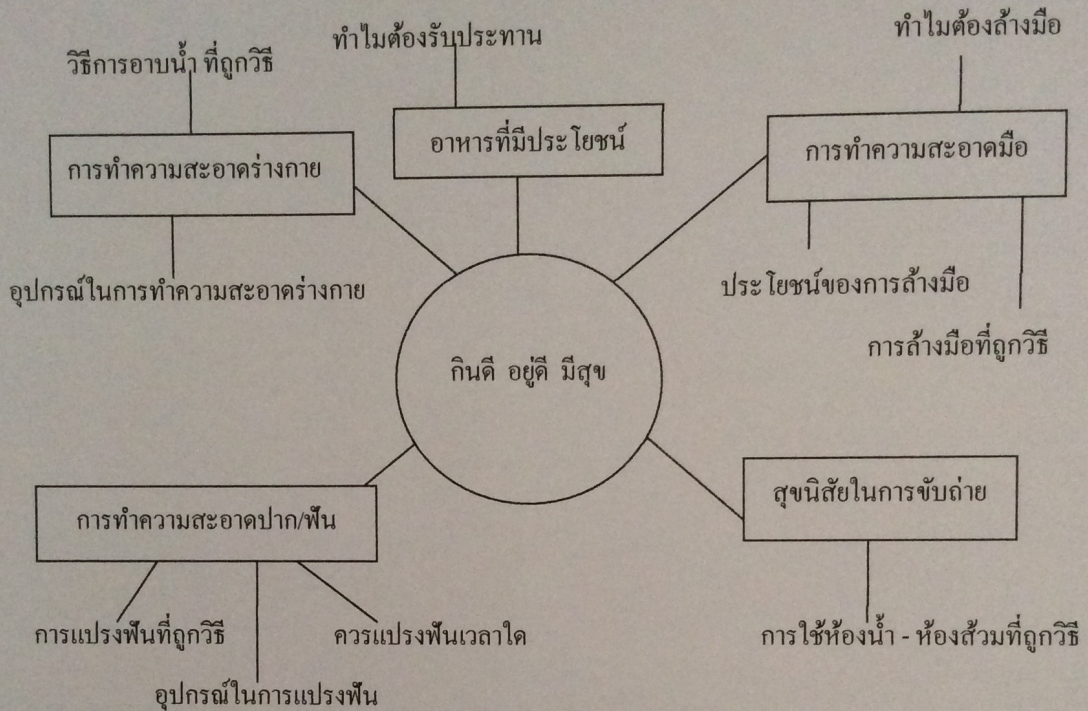 ทำไมต้องล้างมือ
ทำไมต้องรับประทาน
วิธีการอาบน้ำ ที่ถูกวิธี
อาหารที่มีประโยชน์
การทำความสะอาดมือ
การทำความสะอาดร่างกาย
ประโยชน์ของการล้างมือ
อุปกรณ์ในการทำความสะอาดร่างกาย
การล้างมือที่ถูกวิธี
กินดี อยู่ดี มีสุข
สุขนิสัยในการขับถ่าย
การทำความสะอาดปาก/ฟัน
การแปรงฟันที่ถูกวิธี
ควรแปรงฟันเวลาใด
การใช้ห้องน้ำ - ห้องส้วมที่ถูกวิธี
อุปกรณ์ในการแปรงฟัน